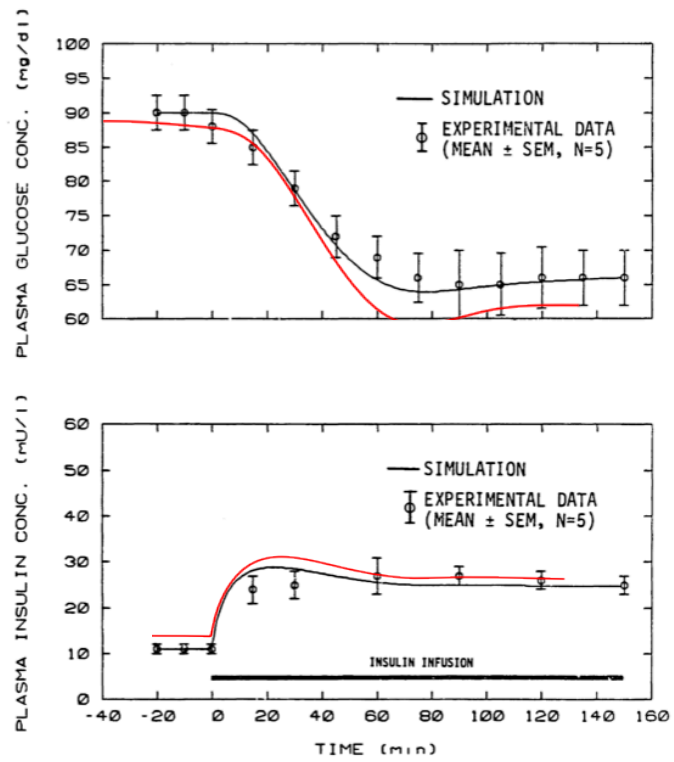 PLASMA GLUCOSE CONC. (mg/dl)
100
95
90
85
80
75
70
65
60
SIMULATION
EXPERIMENTAL DATA
(MEAN ± SEM, N=5)
PLASMA INSULIN CONC. (mU/l)
60
50
40
30
20
10
0
SIMULATION
EXPERIMENTAL DATA
(MEAN ± SEM, N=5)
INSULIN INFUSION
-40 -20 0 20 40 60 80 100 120 140 160
TIME (min)